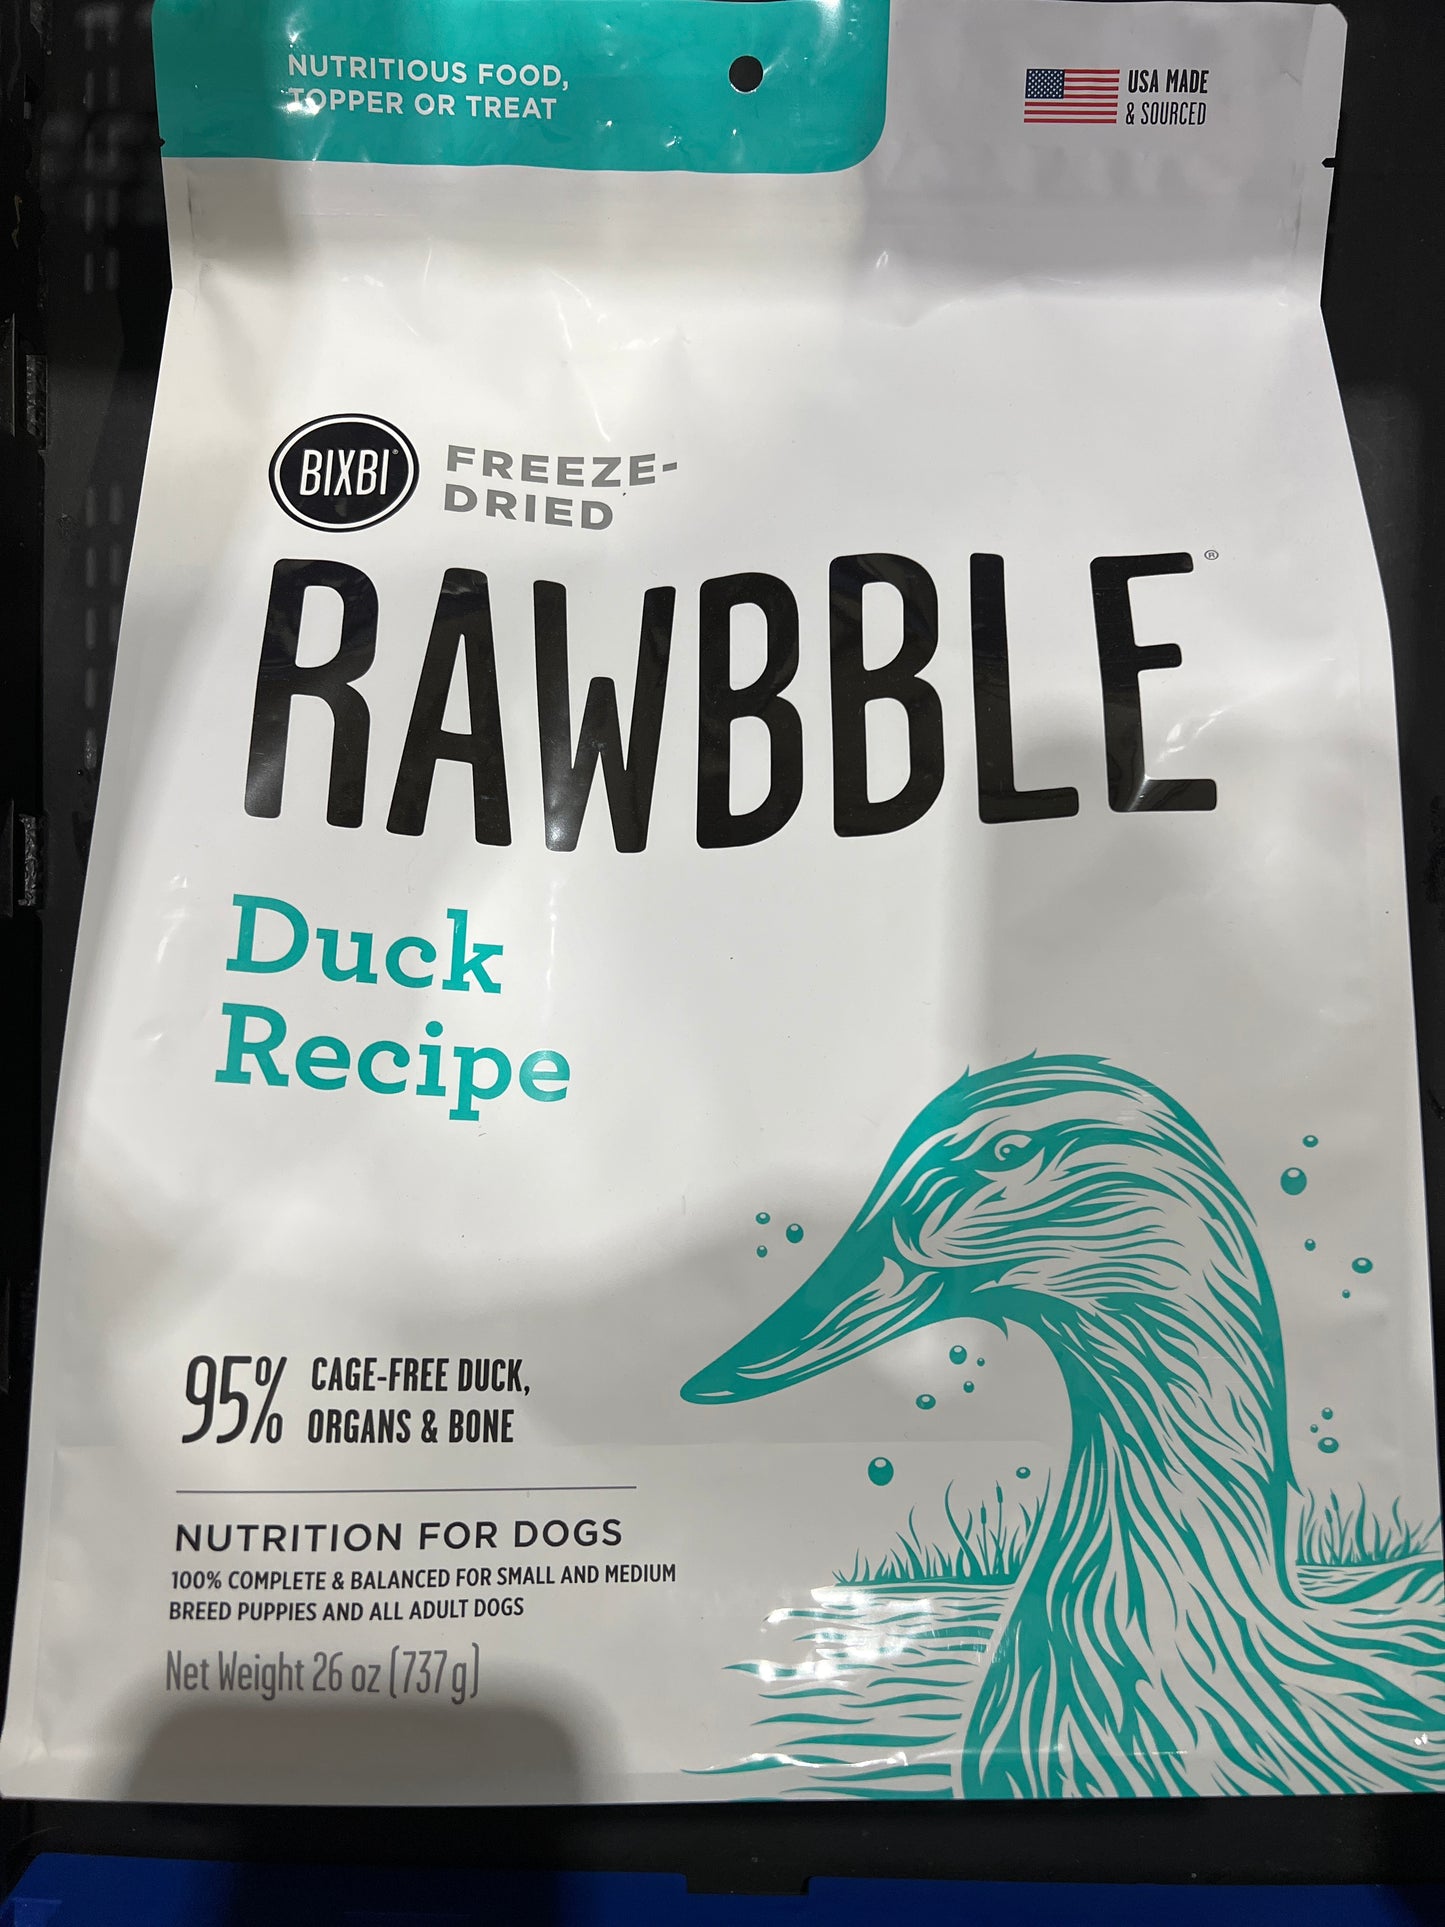 NUTRITIOUS FOOD,
TOPPER OR TREAT
USA MADE
& SOURCED
BIXBI®
FREEZE-
DRIED
RAWBBLE®
Duck
Recipe
95% CAGE-FREE DUCK,
ORGANS & BONE
NUTRITION FOR DOGS
100% COMPLETE & BALANCED FOR SMALL AND MEDIUM
BREED PUPPIES AND ALL ADULT DOGS
Net Weight 26 oz (737 g)